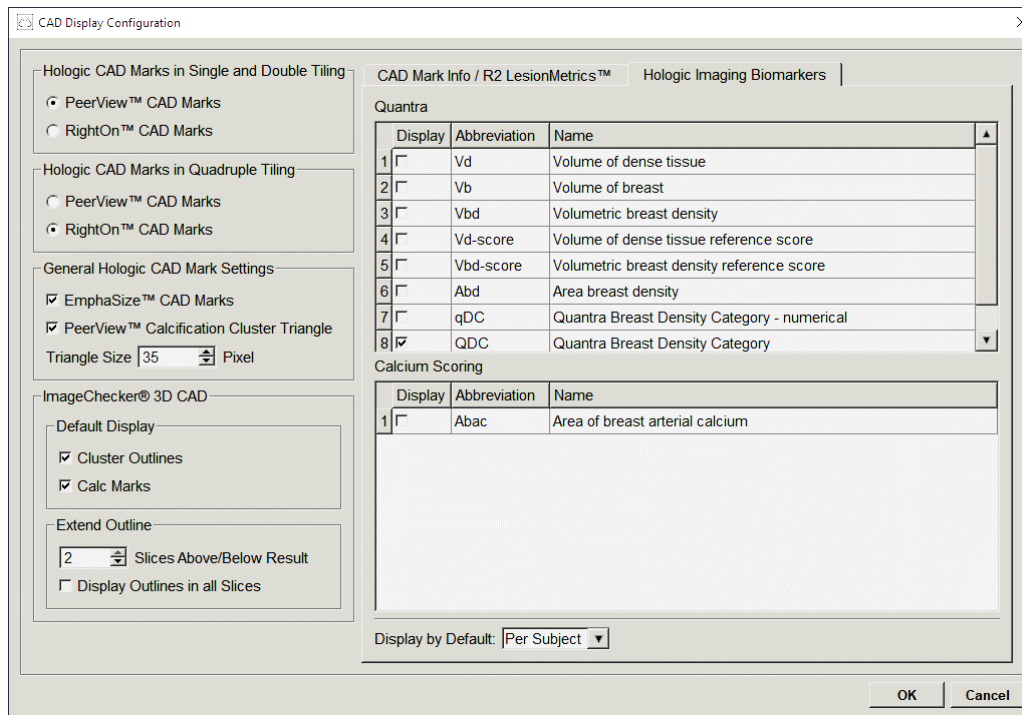 CAD Display Configuration
Hologic CAD Marks in Single and Double Tiling
PeerView™ CAD Marks
RightOn™ CAD Marks
Hologic CAD Marks in Quadruple Tiling
PeerView™ CAD Marks
RightOn™ CAD Marks
General Hologic CAD Mark Settings
EmphaSize™ CAD Marks
PeerView™ Calcification Cluster Triangle
Triangle Size 35 Pixel
ImageChecker® 3D CAD
Default Display
Cluster Outlines
Calc Marks
Extend Outline
2 Slices Above/Below Result
Display Outlines in all Slices
CAD Mark Info / R2 LesionMetrics™ Hologic Imaging Biomarkers
Quantra
Display Abbreviation Name
1 Vd Volume of dense tissue
2 Vb Volume of breast
3 Vbd Volumetric breast density
4 Vd-score Volume of dense tissue reference score
5 Vbd-score Volumetric breast density reference score
6 Abd Area breast density
7 qDC Quantra Breast Density Category - numerical
8 QDC Quantra Breast Density Category
Calcium Scoring
Display Abbreviation Name
1 Abac Area of breast arterial calcium
Display by Default: Per Subject
OK Cancel